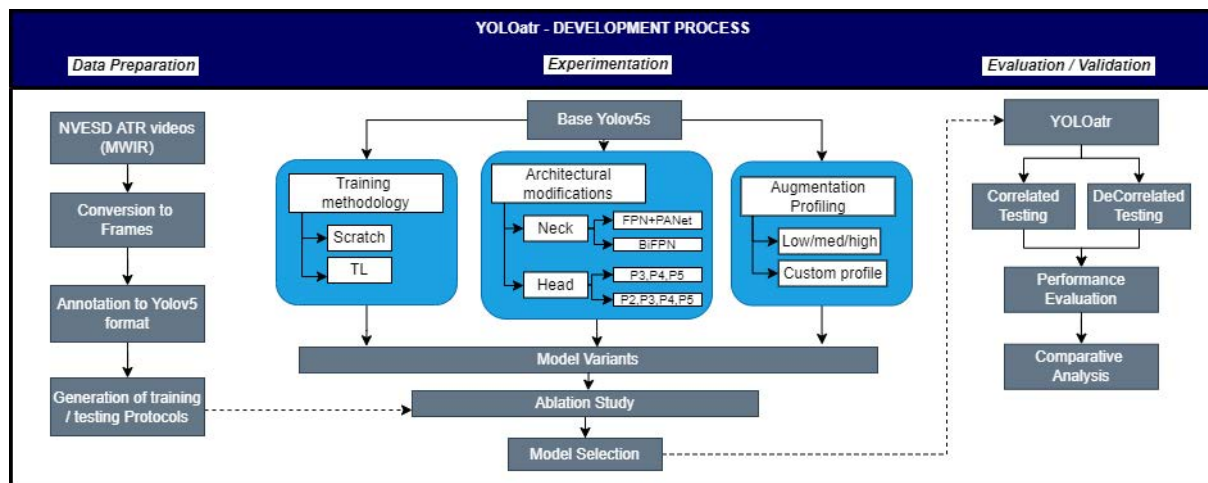 YOLOatr - DEVELOPMENT PROCESS
Data Preparation
Experimentation
Evaluation / Validation
NVESD ATR videos
(MWIR)
Conversion to
Frames
Annotation to Yolov5
format
Generation of training
/ testing Protocols
Base Yolov5s
Training
methodology
Scratch
TL
Architectural
modifications
Neck
FPN+PANet
BiFPN
Head
P3,P4,P5
P2,P3,P4,P5
Augmentation
Profiling
Low/med/high
Custom profile
Model Variants
Ablation Study
Model Selection
YOLOatr
Correlated
Testing
DeCorrelated
Testing
Performance
Evaluation
Comparative
Analysis